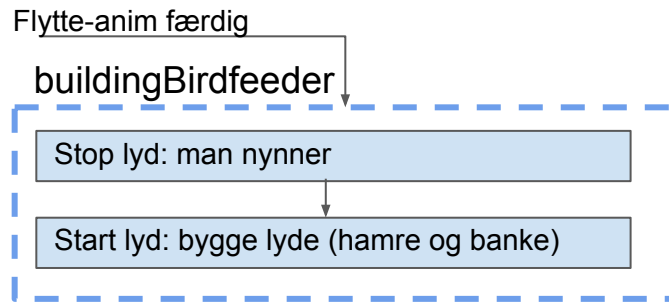 Flytte-anim færdig
buildingBirdfeeder
Stop lyd: man nynner
Start lyd: bygge lyde (hamre og banke)